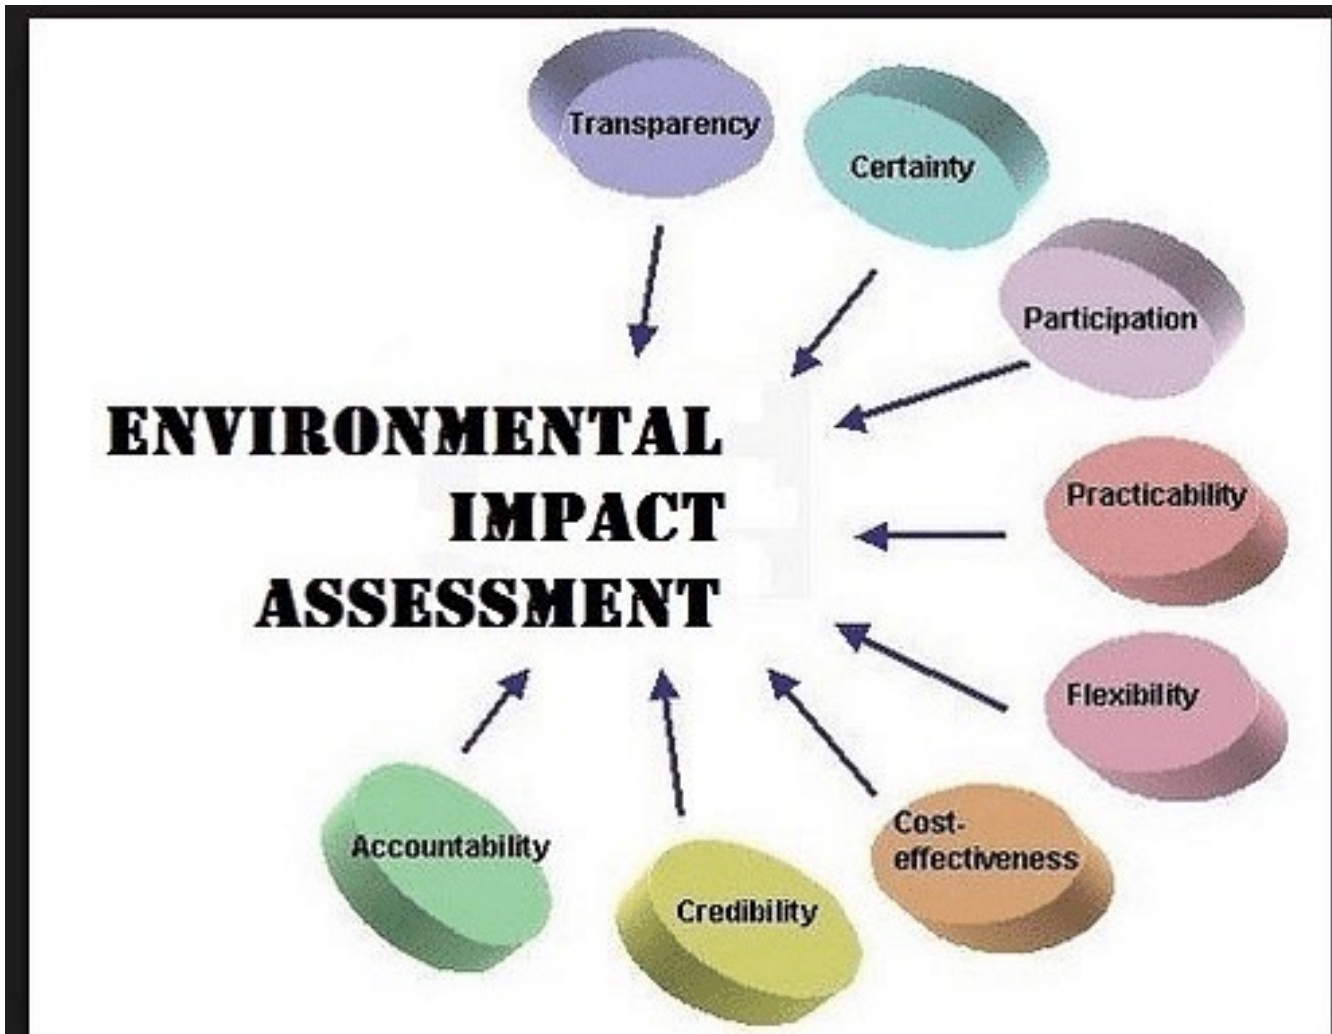 Transparency
Certainty
Participation
ENVIRONMENTAL
IMPACT
ASSESSMENT
Practicability
Flexibility
Cost-
effectiveness
Credibility
Accountability